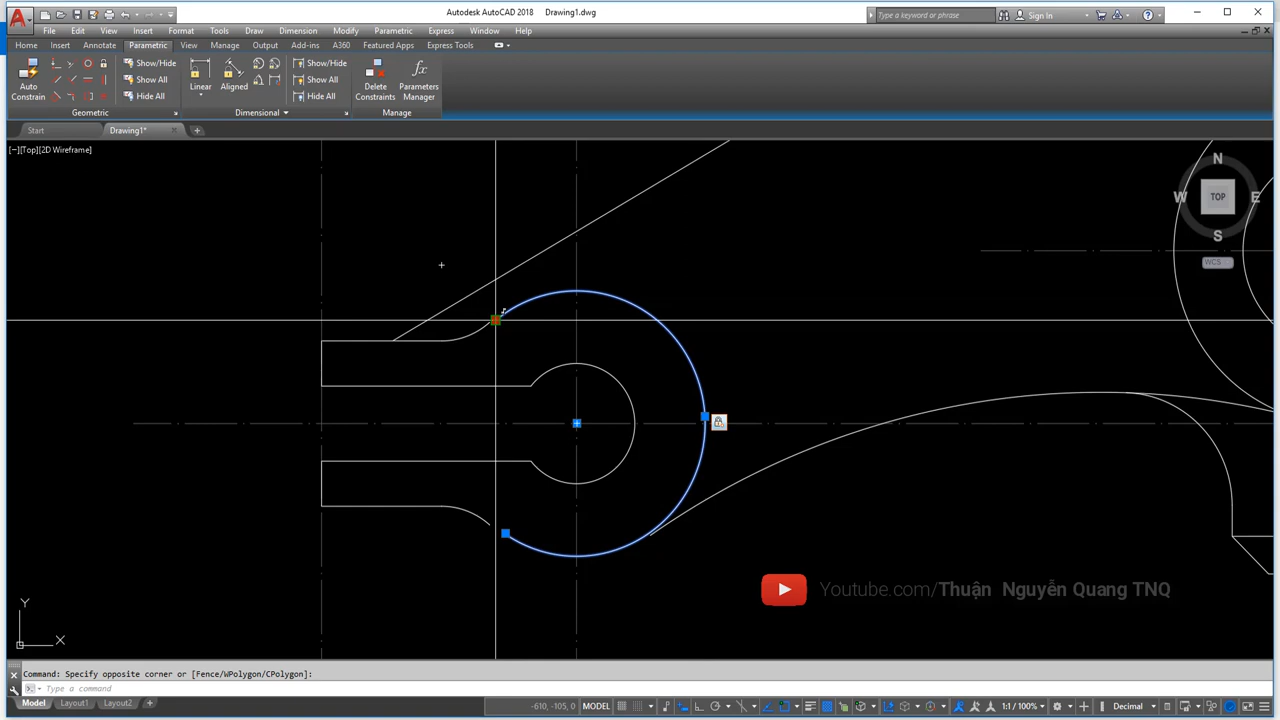 Autodesk AutoCAD 2018 Drawing1.dwg
Type a keyword or phrase
Sign In
File Edit View Insert Format Tools Draw Dimension Modify Parametric Express Window Help
Home Insert Annotate Parametric View Manage Output Add-ins A360 Featured Apps Express Tools
Auto
Constrain
Show/Hide
Show All
Hide All
Geometric
Linear
Aligned
Show/Hide
Show All
Hide All
Dimensional
Delete
Constraints
fx
Parameters
Manager
Manage
Start
Drawing1*
[−][Top][2D Wireframe]
N
W TOP E
S
WCS
Youtube.com/Thuận Nguyễn Quang TNQ
Y
X
Command: Specify opposite corner or [Fence/WPolygon/CPolygon]:
Type a command
Model Layout1 Layout2
-610, -105, 0 MODEL 1:1 / 100% Decimal